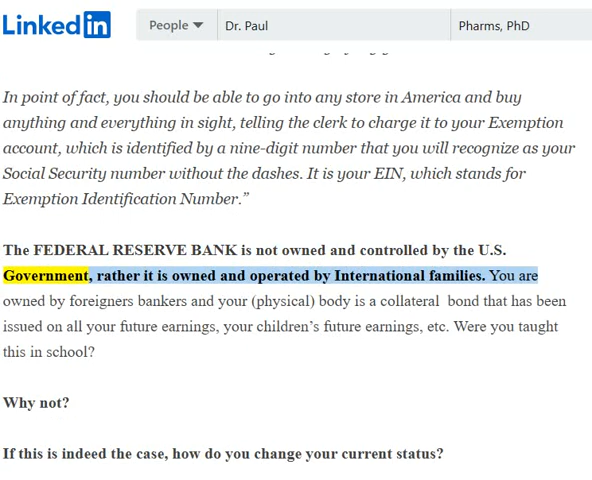 Linked in
People
Dr. Paul
Pharms, PhD
In point of fact, you should be able to go into any store in America and buy
anything and everything in sight, telling the clerk to charge it to your Exemption
account, which is identified by a nine-digit number that you will recognize as your
Social Security number without the dashes. It is your EIN, which stands for
Exemption Identification Number.”
The FEDERAL RESERVE BANK is not owned and controlled by the U.S.
Government, rather it is owned and operated by International families. You are
owned by foreigners bankers and your (physical) body is a collateral bond that has been
issued on all your future earnings, your children’s future earnings, etc. Were you taught
this in school?
Why not?
If this is indeed the case, how do you change your current status?